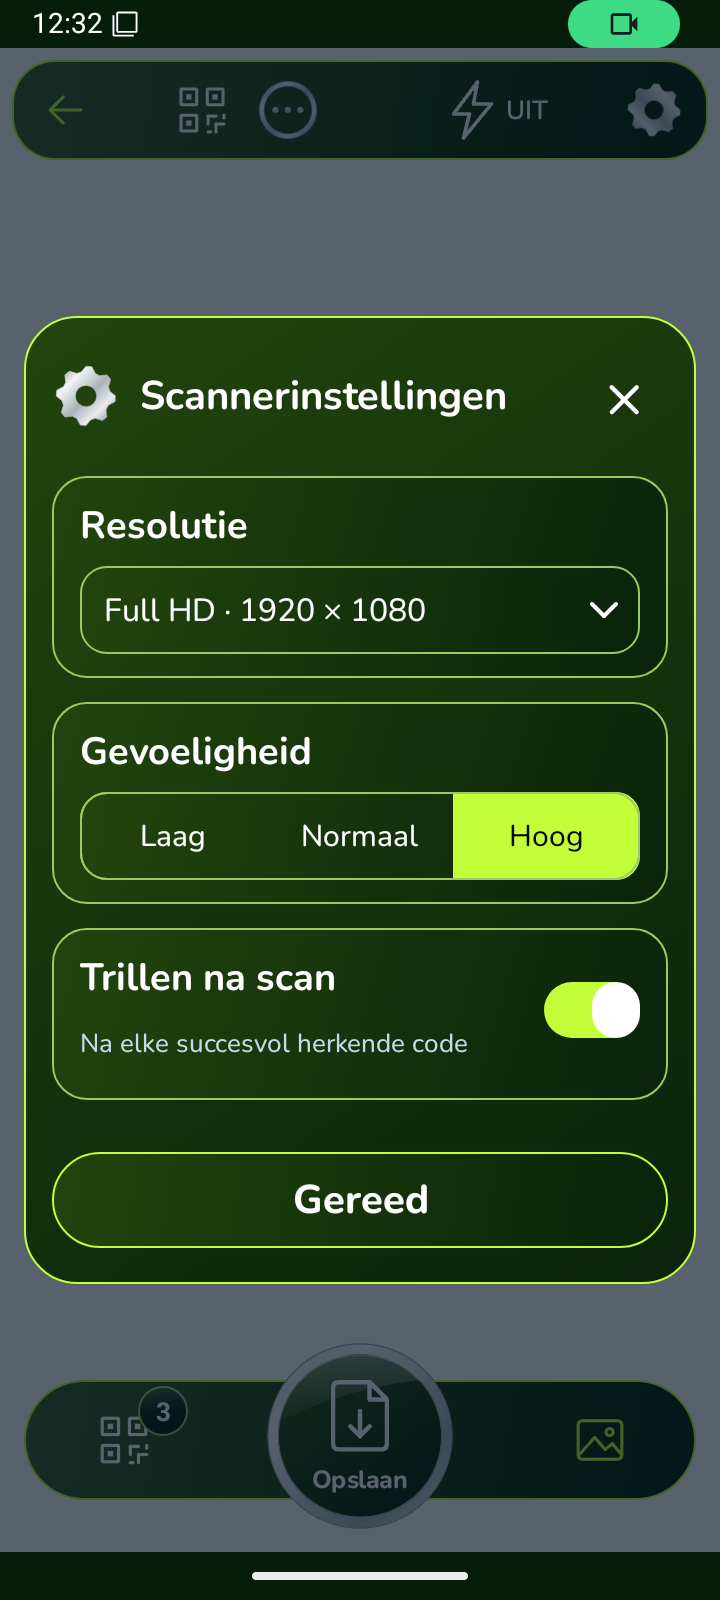 12:32
UIT
Scannerinstellingen
Resolutie
Full HD · 1920 × 1080
Gevoeligheid
Laag Normaal Hoog
Trillen na scan
Na elke succesvol herkende code
Gereed
3
Opslaan